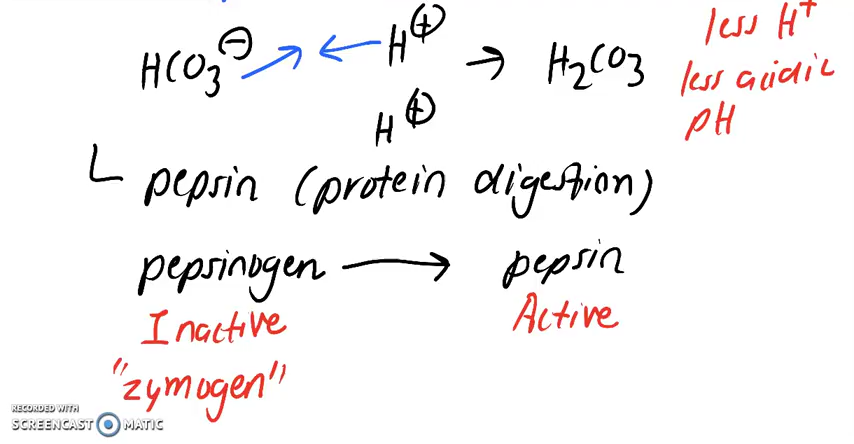 HCO3⊖ H⊕ → H2CO3
less H+
less acidic
pH
H⊕
pepsin (protein digestion)
pepsinogen → pepsin
Inactive Active
"zymogen"
RECORDED WITH
SCREENCAST MATIC